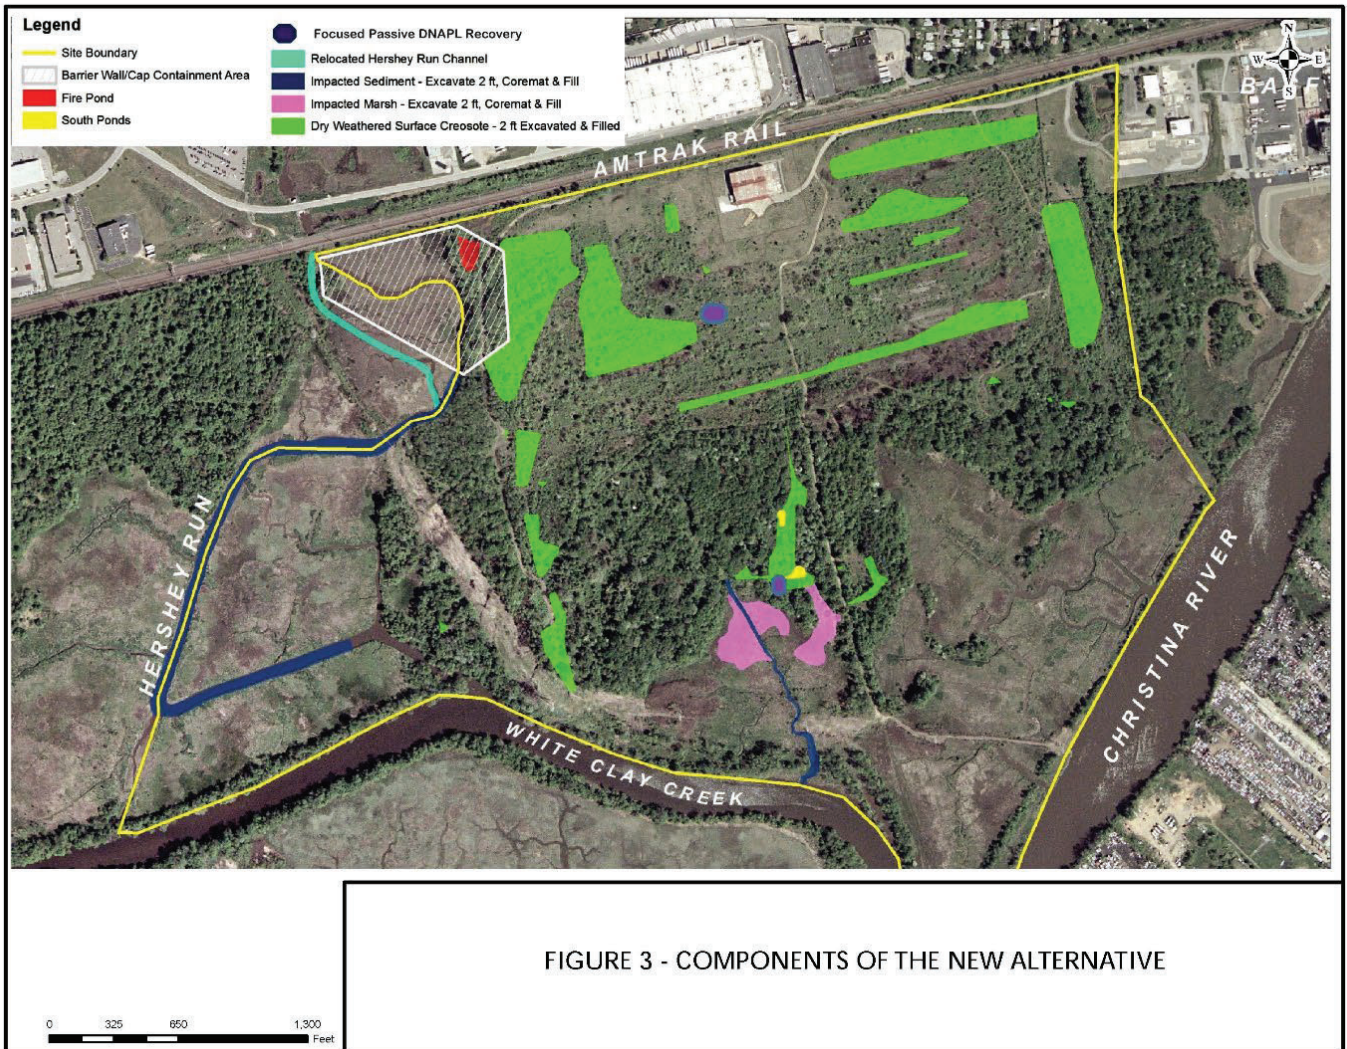 Legend
Site Boundary
Barrier Wall/Cap Containment Area
Fire Pond
South Ponds
Focused Passive DNAPL Recovery
Relocated Hershey Run Channel
Impacted Sediment - Excavate 2 ft, Coremat & Fill
Impacted Marsh - Excavate 2 ft, Coremat & Fill
Dry Weathered Surface Creosote - 2 ft Excavated & Filled
N
W E
S
BASF
AMTRAK RAIL
HERSHEY RUN
WHITE CLAY CREEK
CHRISTINA RIVER
FIGURE 3 - COMPONENTS OF THE NEW ALTERNATIVE
0 325 650 1,300
Feet